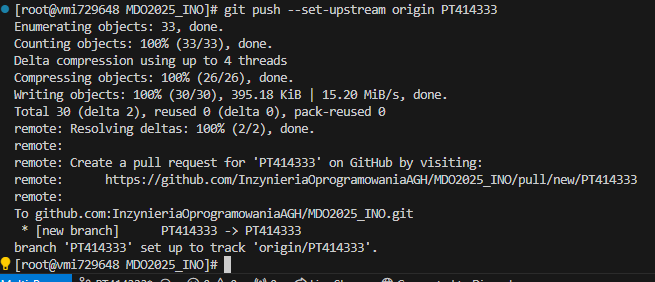 [root@vmi729648 MDO2025_INO]# git push --set-upstream origin PT414333
Enumerating objects: 33, done.
Counting objects: 100% (33/33), done.
Delta compression using up to 4 threads
Compressing objects: 100% (26/26), done.
Writing objects: 100% (30/30), 395.18 KiB | 15.20 MiB/s, done.
Total 30 (delta 2), reused 0 (delta 0), pack-reused 0
remote: Resolving deltas: 100% (2/2), done.
remote:
remote: Create a pull request for 'PT414333' on GitHub by visiting:
remote:      https://github.com/InzynieriaOprogramowaniaAGH/MDO2025_INO/pull/new/PT414333
remote:
To github.com:InzynieriaOprogramowaniaAGH/MDO2025_INO.git
 * [new branch]      PT414333 -> PT414333
branch 'PT414333' set up to track 'origin/PT414333'.
[root@vmi729648 MDO2025_INO]#